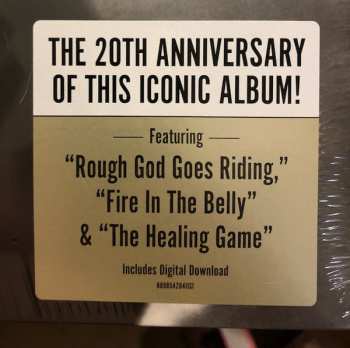 THE 20TH ANNIVERSARY
OF THIS ICONIC ALBUM!
Featuring
“Rough God Goes Riding,”
“Fire In The Belly”
& “The Healing Game”
Includes Digital Download